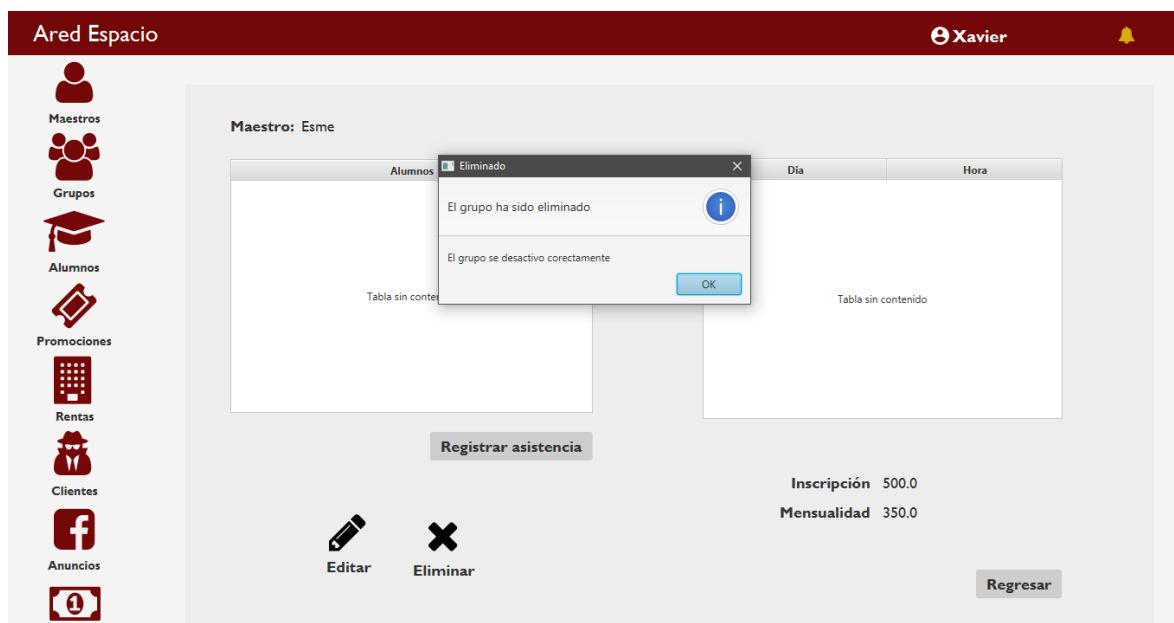 Ared Espacio
Xavier
Maestros
Grupos
Alumnos
Promociones
Rentas
Clientes
Anuncios
1
Maestro: Esme
Alumnos
Tabla sin conte
Eliminado
El grupo ha sido eliminado
El grupo se desactivo corectamente
OK
Dia Hora
Tabla sin contenido
Registrar asistencia
Inscripción 500.0
Mensualidad 350.0
Editar
Eliminar
Regresar